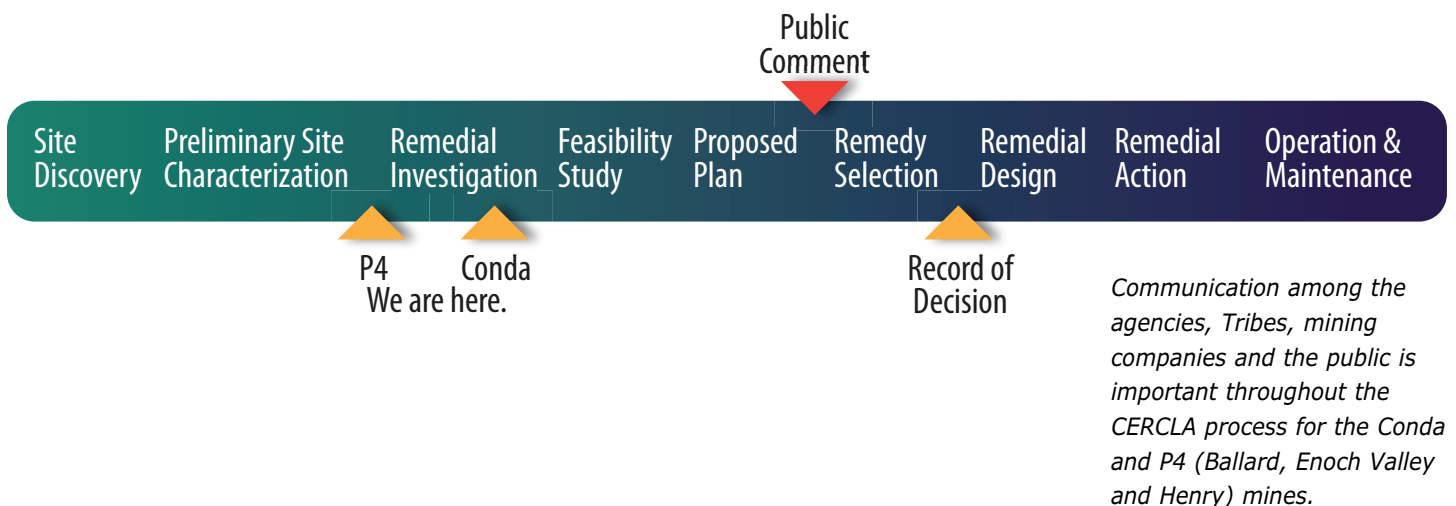 Public
Comment
Site
Discovery
Preliminary Site
Characterization
Remedial
Investigation
Feasibility
Study
Proposed
Plan
Remedy
Selection
Remedial
Design
Remedial
Action
Operation &
Maintenance
P4
Conda
We are here.
Record of
Decision
Communication among the
agencies, Tribes, mining
companies and the public is
important throughout the
CERCLA process for the Conda
and P4 (Ballard, Enoch Valley
and Henry) mines.